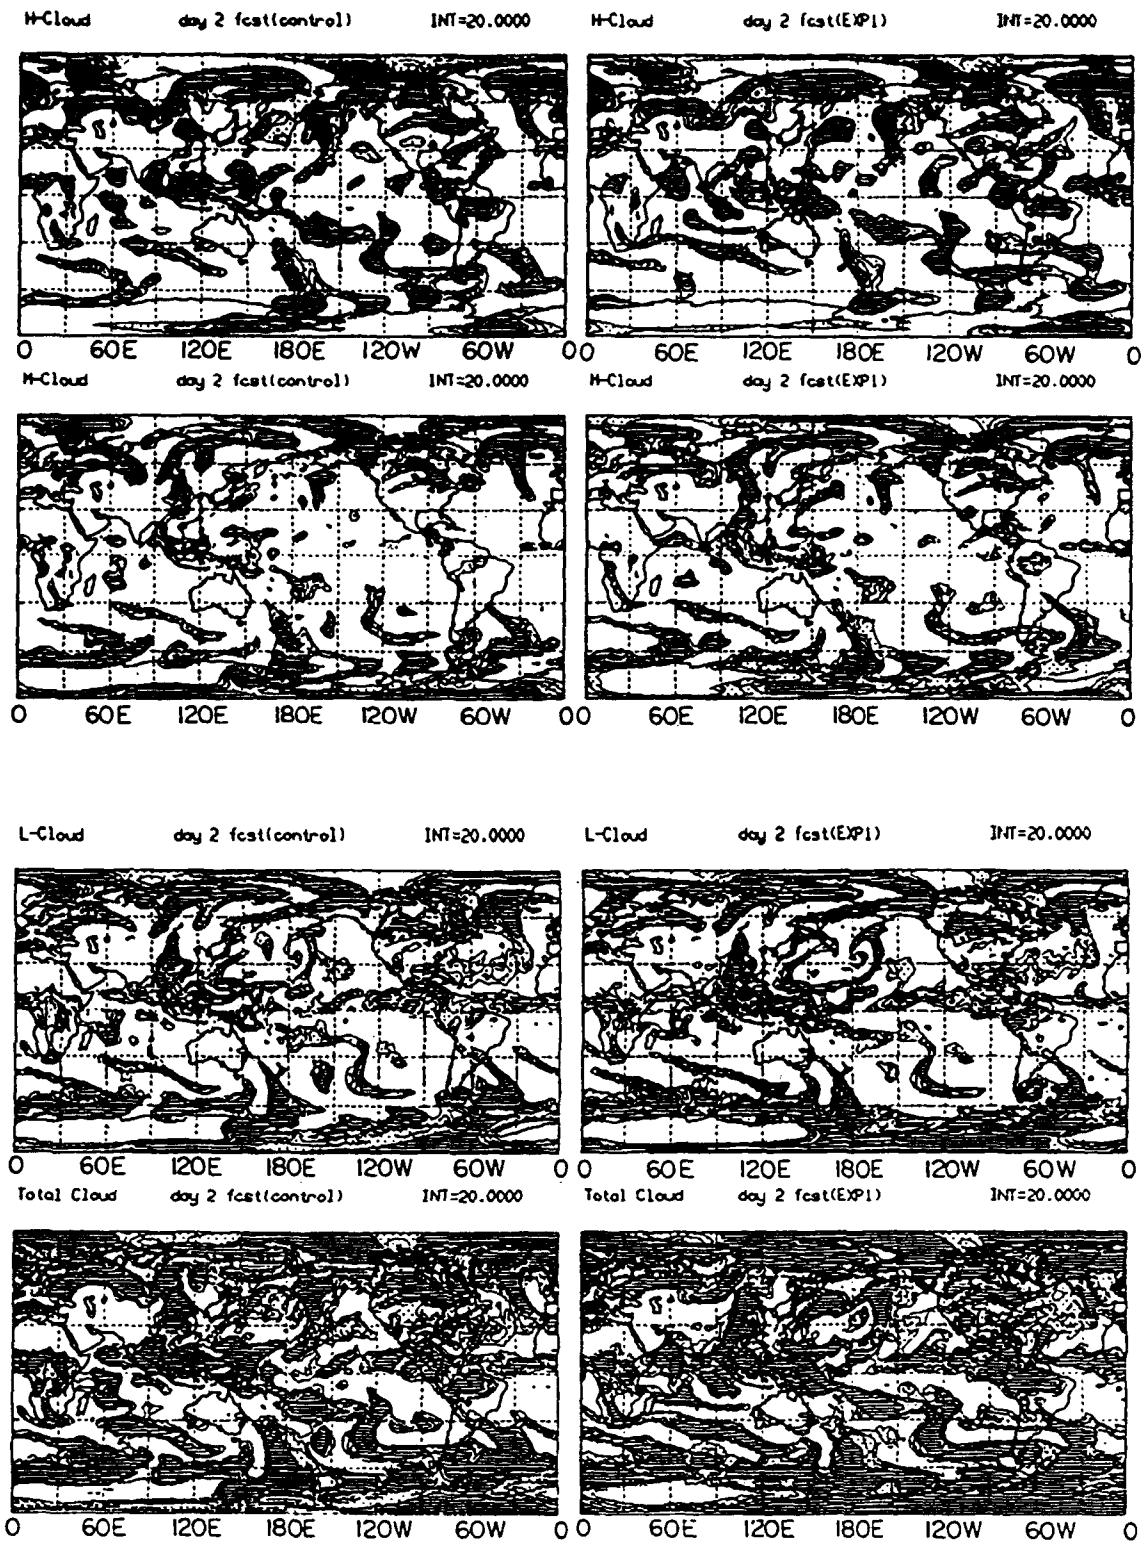 H-Cloud day 2 fcst(control) INT=20.0000 H-Cloud day 2 fcst(EXP1) INT=20.0000
0 60E 120E 180E 120W 60W 0 0 60E 120E 180E 120W 60W 0
M-Cloud day 2 fcst(control) INT=20.0000 M-Cloud day 2 fcst(EXP1) INT=20.0000
0 60E 120E 180E 120W 60W 0 0 60E 120E 180E 120W 60W 0
L-Cloud day 2 fcst(control) INT=20.0000 L-Cloud day 2 fcst(EXP1) INT=20.0000
0 60E 120E 180E 120W 60W 0 0 60E 120E 180E 120W 60W 0
Total Cloud day 2 fcst(control) INT=20.0000 Total Cloud day 2 fcst(EXP1) INT=20.0000
0 60E 120E 180E 120W 60W 0 0 60E 120E 180E 120W 60W 0